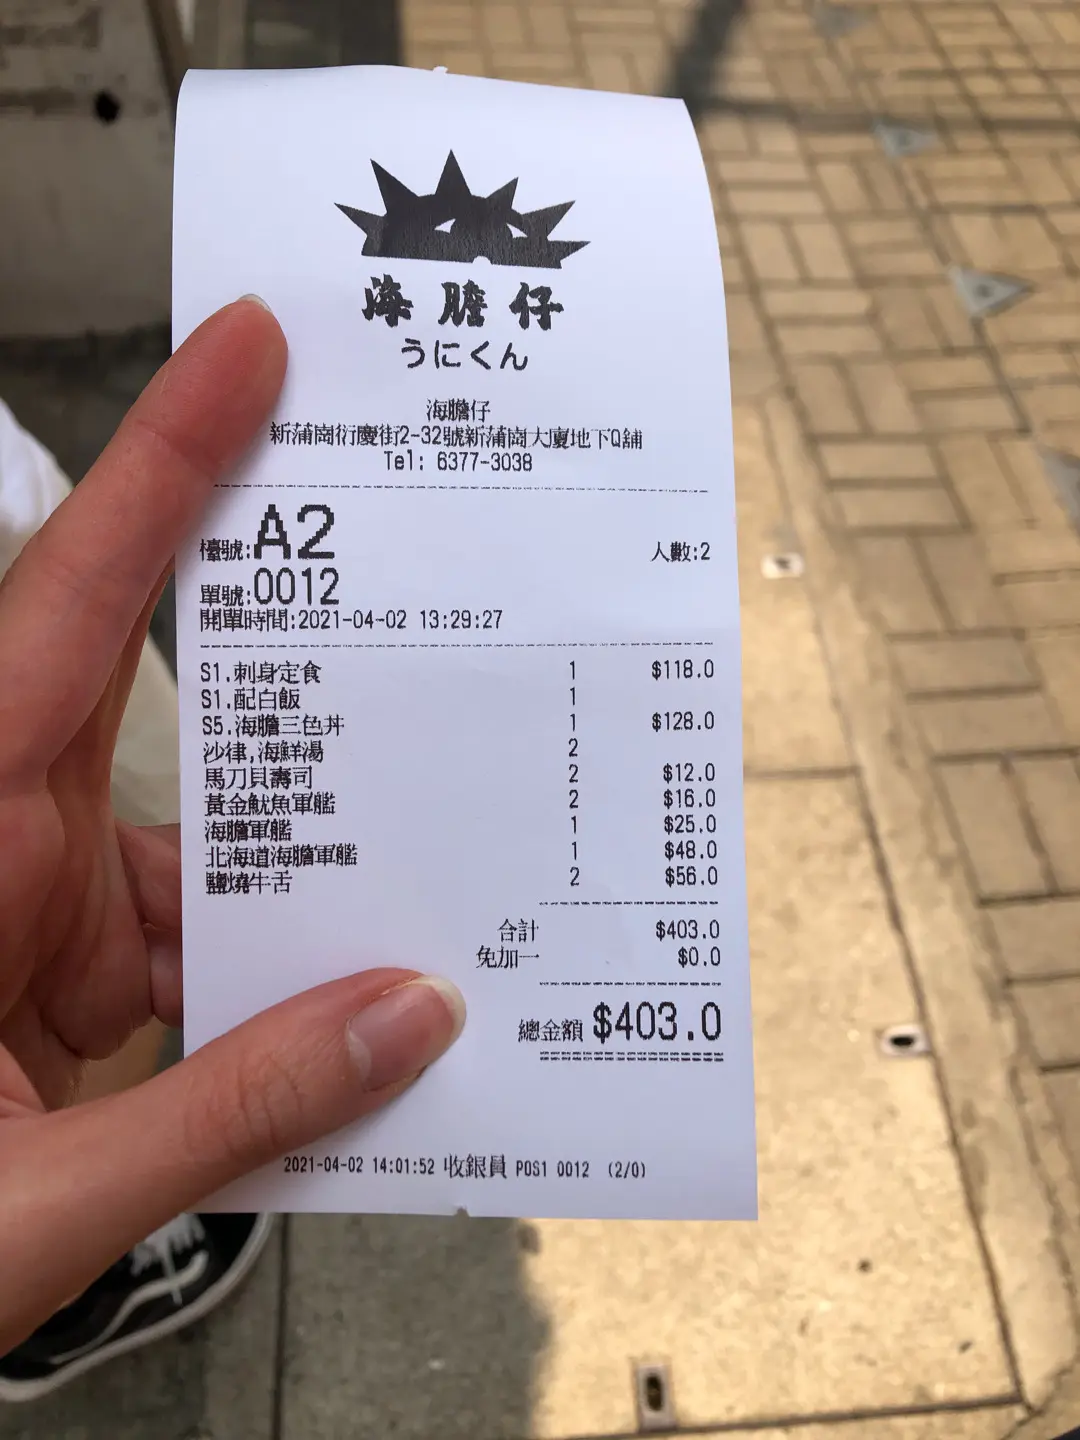 海膽仔
うにくん
海膽仔
新蒲崗衍慶街2-32號新蒲崗大廈地下Q舖
Tel: 6377-3038
檯號:A2 人數:2
單號:0012
開單時間:2021-04-02 13:29:27
S1.刺身定食 1 $118.0
S1.配白飯 1
S5.海膽三色丼 1 $128.0
沙律,海鮮湯 2
馬刀貝壽司 2 $12.0
黃金魷魚軍艦 2 $16.0
海膽軍艦 1 $25.0
北海道海膽軍艦 1 $48.0
鹽燒牛舌 2 $56.0
合計 $403.0
免加一 $0.0
總金額 $403.0
2021-04-02 14:01:52 收銀員 POS1 0012 (2/0)